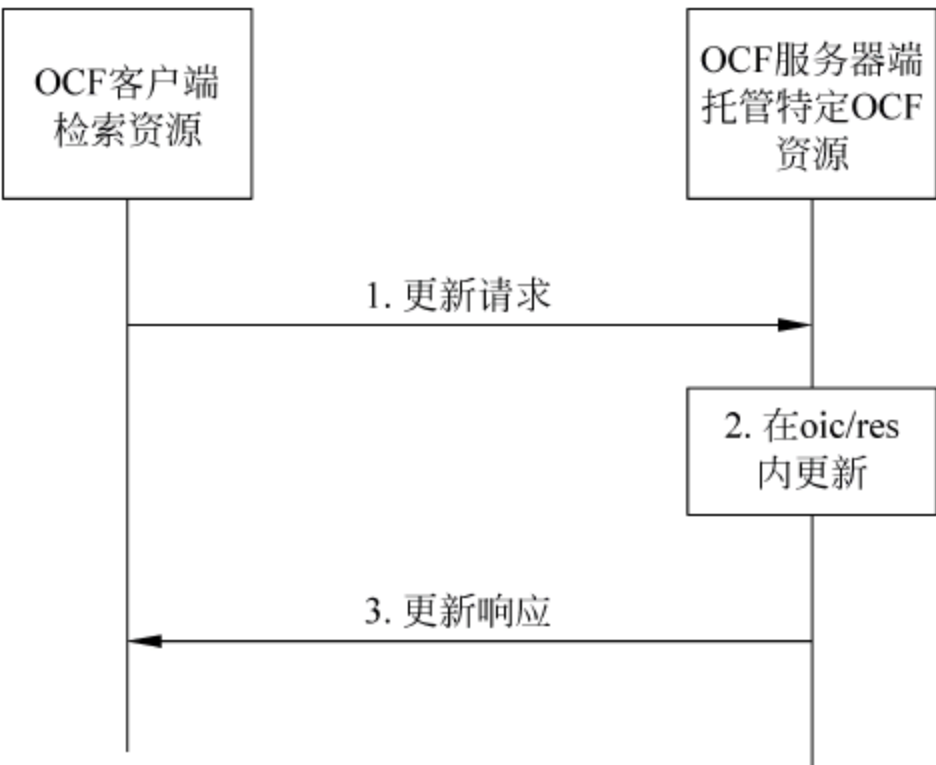 OCF客户端
检索资源
OCF服务器端
托管特定OCF
资源
1. 更新请求
2. 在oic/res
内更新
3. 更新响应